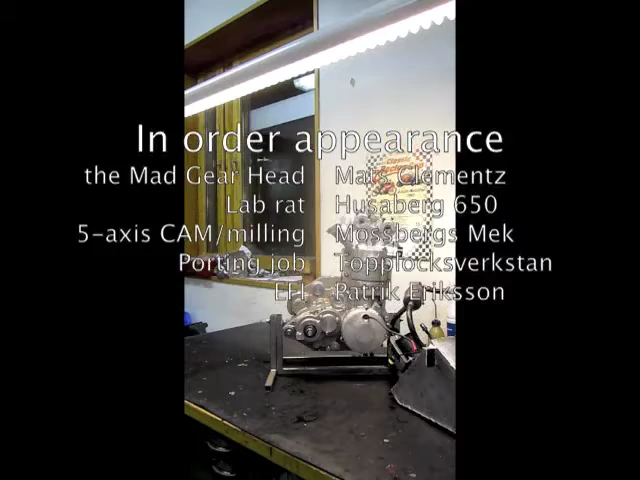 In order appearance
the Mad Gear Head Mats Clementz
Lab rat Husaberg 650
5-axis CAM/milling Mossbergs Mek
Porting job Topplocksverkstan
EFI Patrik Eriksson